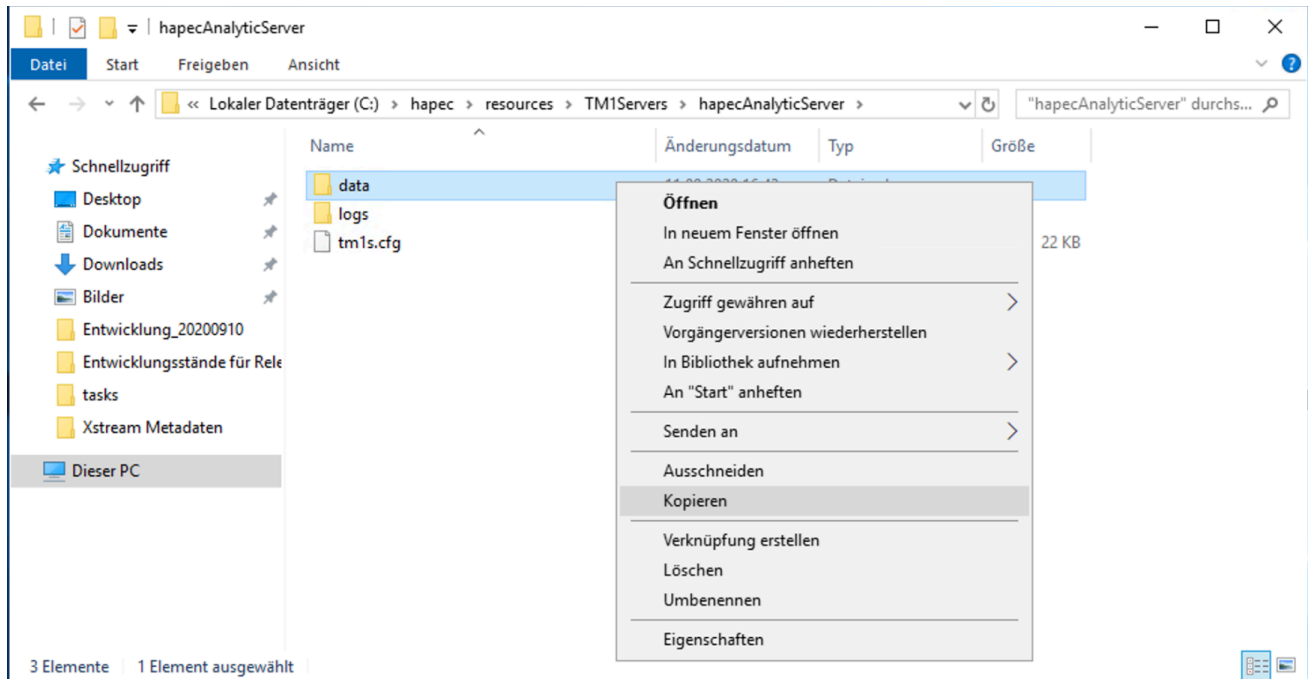 hapecAnalyticServer
Datei Start Freigeben Ansicht
« Lokaler Datenträger (C:) › hapec › resources › TM1Servers › hapecAnalyticServer ›
"hapecAnalyticServer" durchs...
Name Änderungsdatum Typ Größe
Schnellzugriff
Desktop
Dokumente
Downloads
Bilder
Entwicklung_20200910
Entwicklungsstände für Rele
tasks
Xstream Metadaten
Dieser PC
data
logs
tm1s.cfg 22 KB
Öffnen
In neuem Fenster öffnen
An Schnellzugriff anheften
Zugriff gewähren auf
Vorgängerversionen wiederherstellen
In Bibliothek aufnehmen
An "Start" anheften
Senden an
Ausschneiden
Kopieren
Verknüpfung erstellen
Löschen
Umbenennen
Eigenschaften
3 Elemente 1 Element ausgewählt